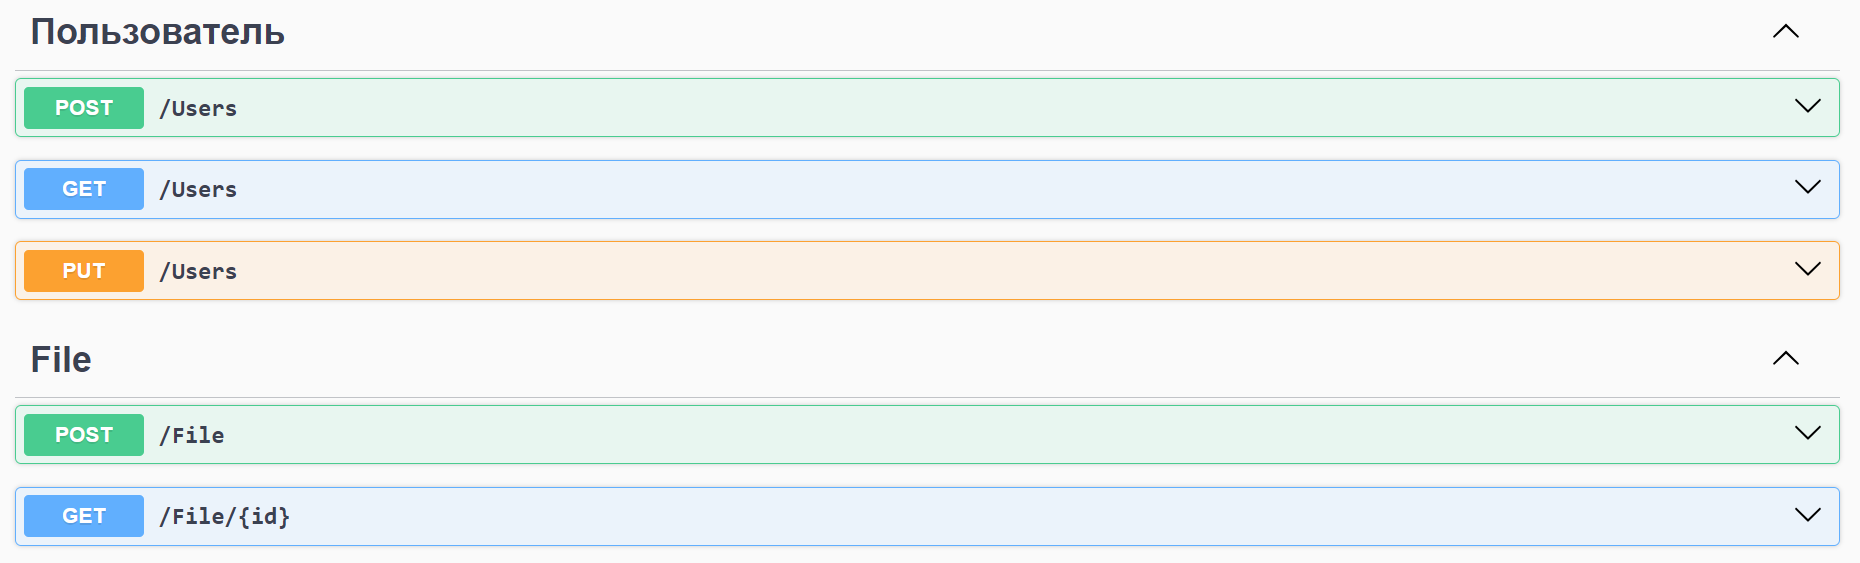 Пользователь
POST /Users
GET /Users
PUT /Users
File
POST /File
GET /File/{id}